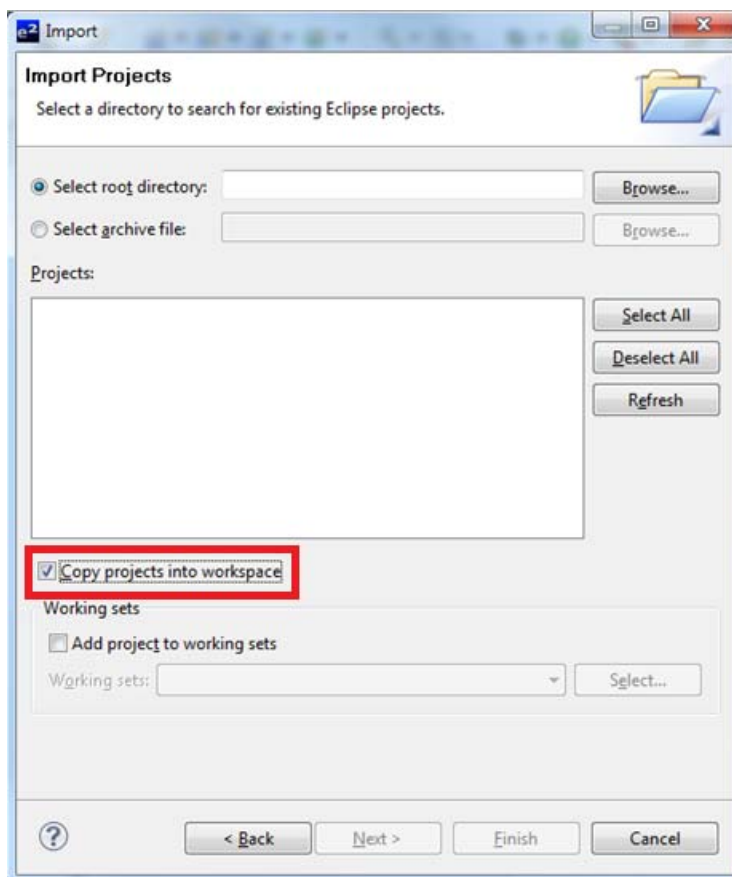 e² Import
Import Projects
Select a directory to search for existing Eclipse projects.
Select root directory: Browse...
Select archive file: Browse...
Projects:
Select All
Deselect All
Refresh
Copy projects into workspace
Working sets
Add project to working sets
Working sets: Select...
? < Back Next > Finish Cancel